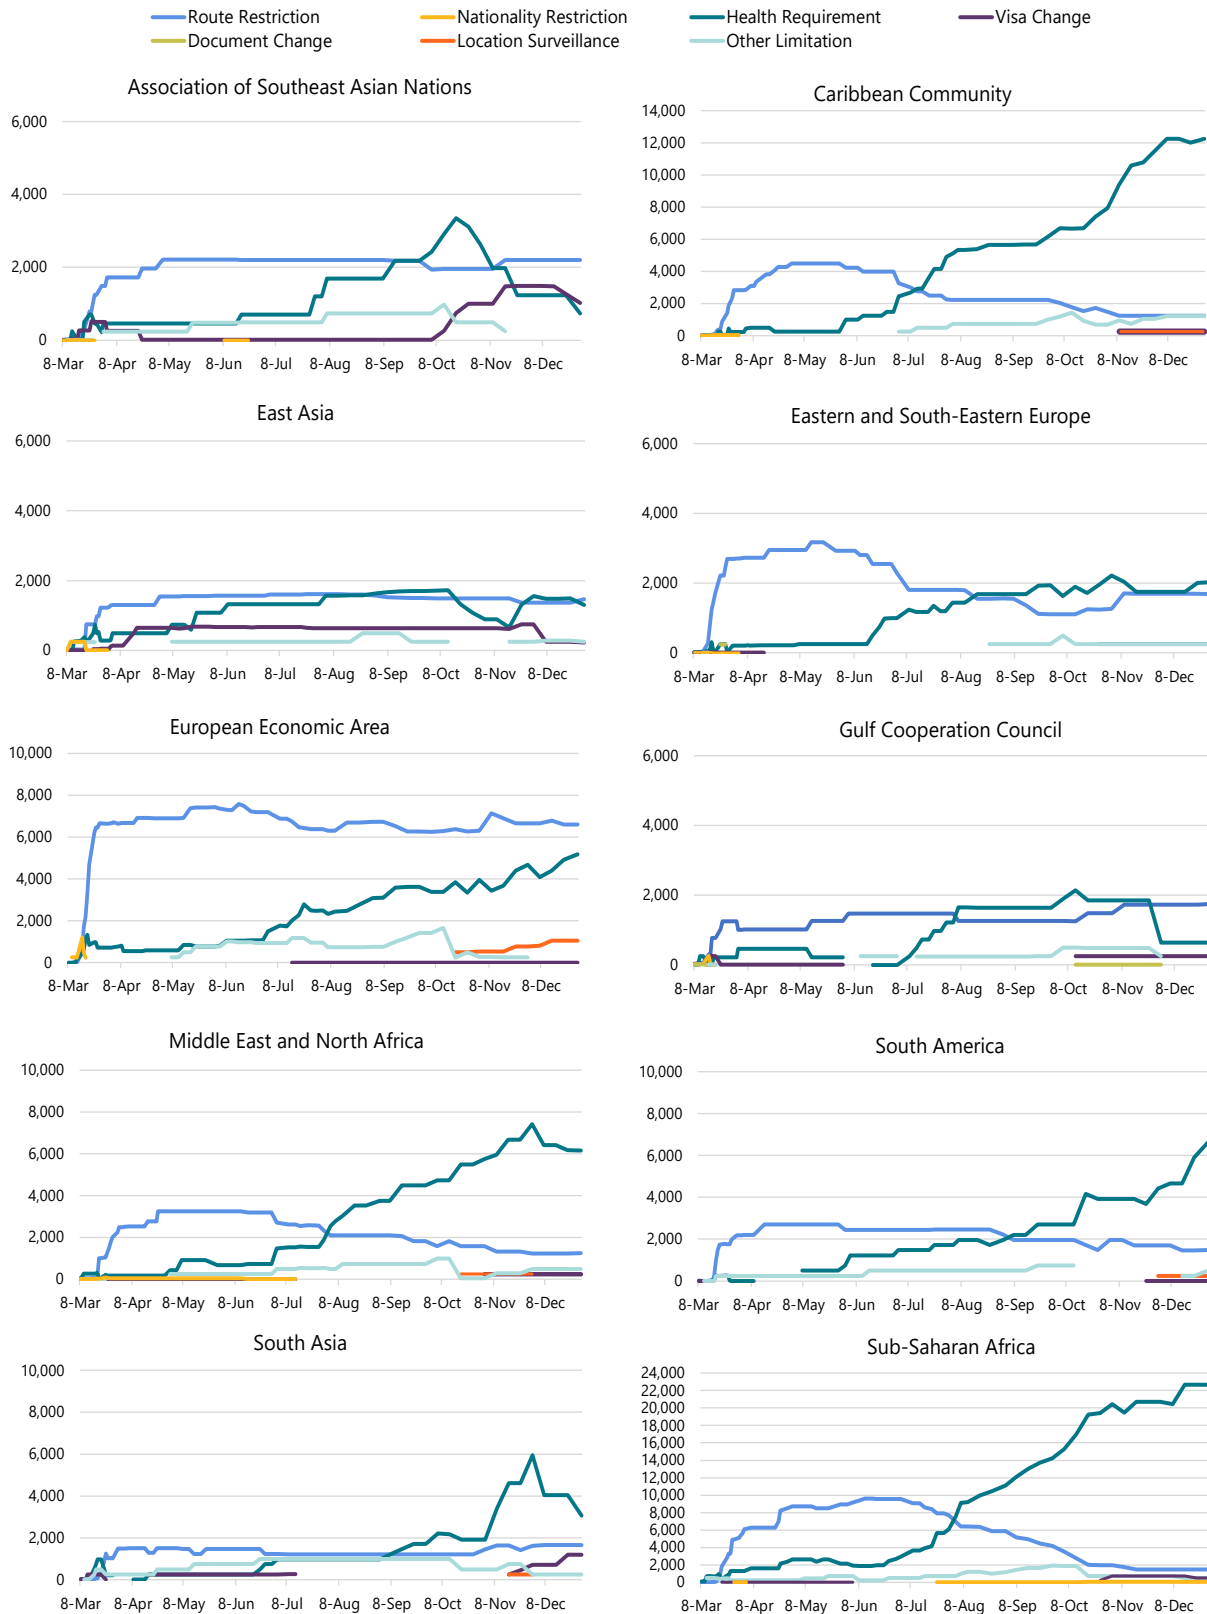 Route Restriction Nationality Restriction Health Requirement Visa Change
Document Change Location Surveillance Other Limitation
Association of Southeast Asian Nations
6,000
4,000
2,000
0
8-Mar 8-Apr 8-May 8-Jun 8-Jul 8-Aug 8-Sep 8-Oct 8-Nov 8-Dec
Caribbean Community
14,000
12,000
10,000
8,000
6,000
4,000
2,000
0
8-Mar 8-Apr 8-May 8-Jun 8-Jul 8-Aug 8-Sep 8-Oct 8-Nov 8-Dec
East Asia
6,000
4,000
2,000
0
8-Mar 8-Apr 8-May 8-Jun 8-Jul 8-Aug 8-Sep 8-Oct 8-Nov 8-Dec
Eastern and South-Eastern Europe
6,000
4,000
2,000
0
8-Mar 8-Apr 8-May 8-Jun 8-Jul 8-Aug 8-Sep 8-Oct 8-Nov 8-Dec
European Economic Area
10,000
8,000
6,000
4,000
2,000
0
8-Mar 8-Apr 8-May 8-Jun 8-Jul 8-Aug 8-Sep 8-Oct 8-Nov 8-Dec
Gulf Cooperation Council
6,000
4,000
2,000
0
8-Mar 8-Apr 8-May 8-Jun 8-Jul 8-Aug 8-Sep 8-Oct 8-Nov 8-Dec
Middle East and North Africa
10,000
8,000
6,000
4,000
2,000
0
8-Mar 8-Apr 8-May 8-Jun 8-Jul 8-Aug 8-Sep 8-Oct 8-Nov 8-Dec
South America
10,000
8,000
6,000
4,000
2,000
0
8-Mar 8-Apr 8-May 8-Jun 8-Jul 8-Aug 8-Sep 8-Oct 8-Nov 8-Dec
South Asia
10,000
8,000
6,000
4,000
2,000
0
8-Mar 8-Apr 8-May 8-Jun 8-Jul 8-Aug 8-Sep 8-Oct 8-Nov 8-Dec
Sub-Saharan Africa
24,000
22,000
20,000
18,000
16,000
14,000
12,000
10,000
8,000
6,000
4,000
2,000
0
8-Mar 8-Apr 8-May 8-Jun 8-Jul 8-Aug 8-Sep 8-Oct 8-Nov 8-Dec